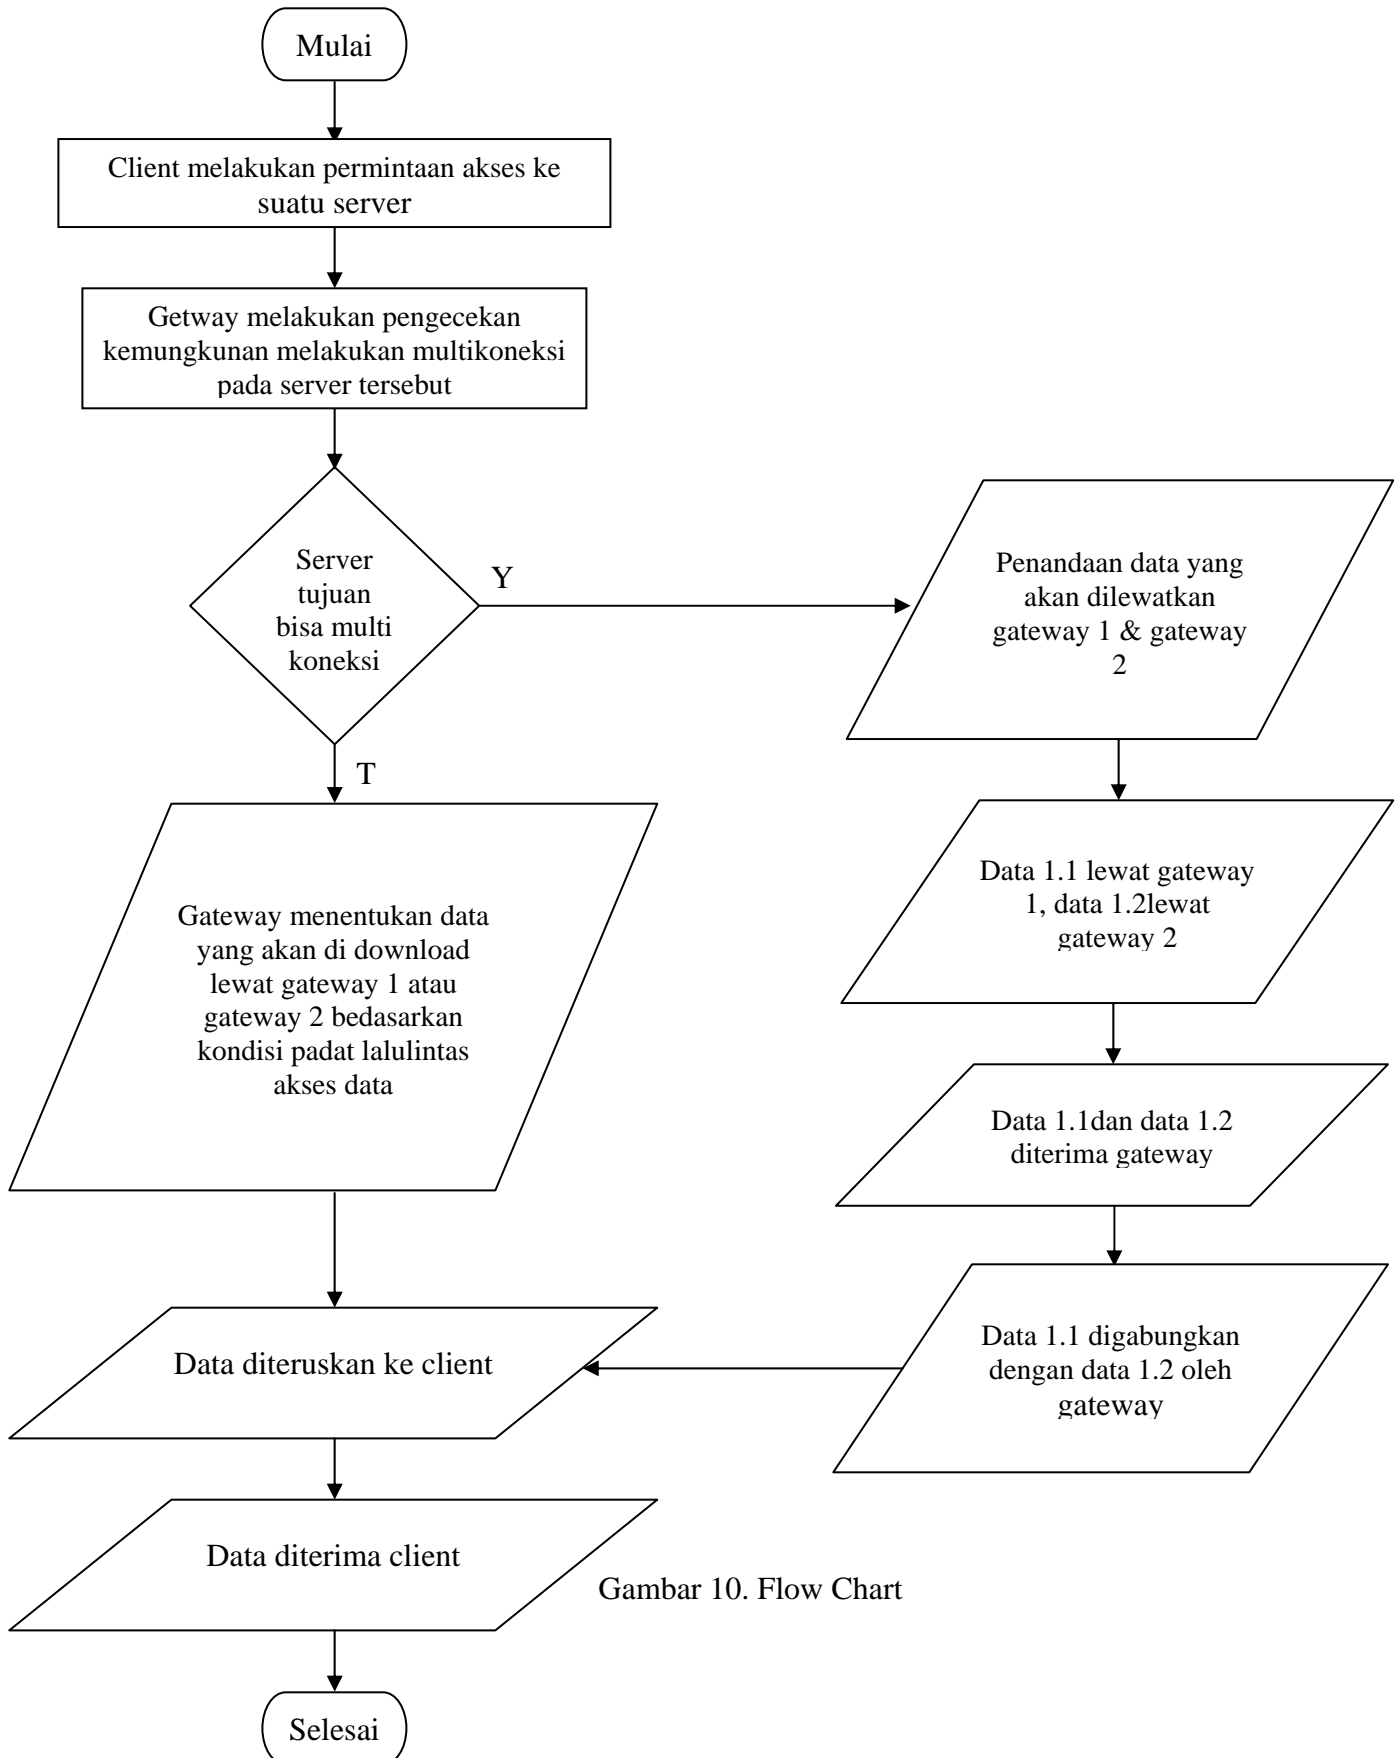 Mulai
Client melakukan permintaan akses ke
suatu server
Getway melakukan pengecekan
kemungkunan melakukan multikoneksi
pada server tersebut
Server
tujuan
bisa multi
koneksi
Y
Penandaan data yang
akan dilewatkan
gateway 1 & gateway
2
T
Data 1.1 lewat gateway
1, data 1.2lewat
gateway 2
Gateway menentukan data
yang akan di download
lewat gateway 1 atau
gateway 2 bedasarkan
kondisi padat lalulintas
akses data
Data 1.1dan data 1.2
diterima gateway
Data 1.1 digabungkan
dengan data 1.2 oleh
gateway
Data diteruskan ke client
Data diterima client
Gambar 10. Flow Chart
Selesai